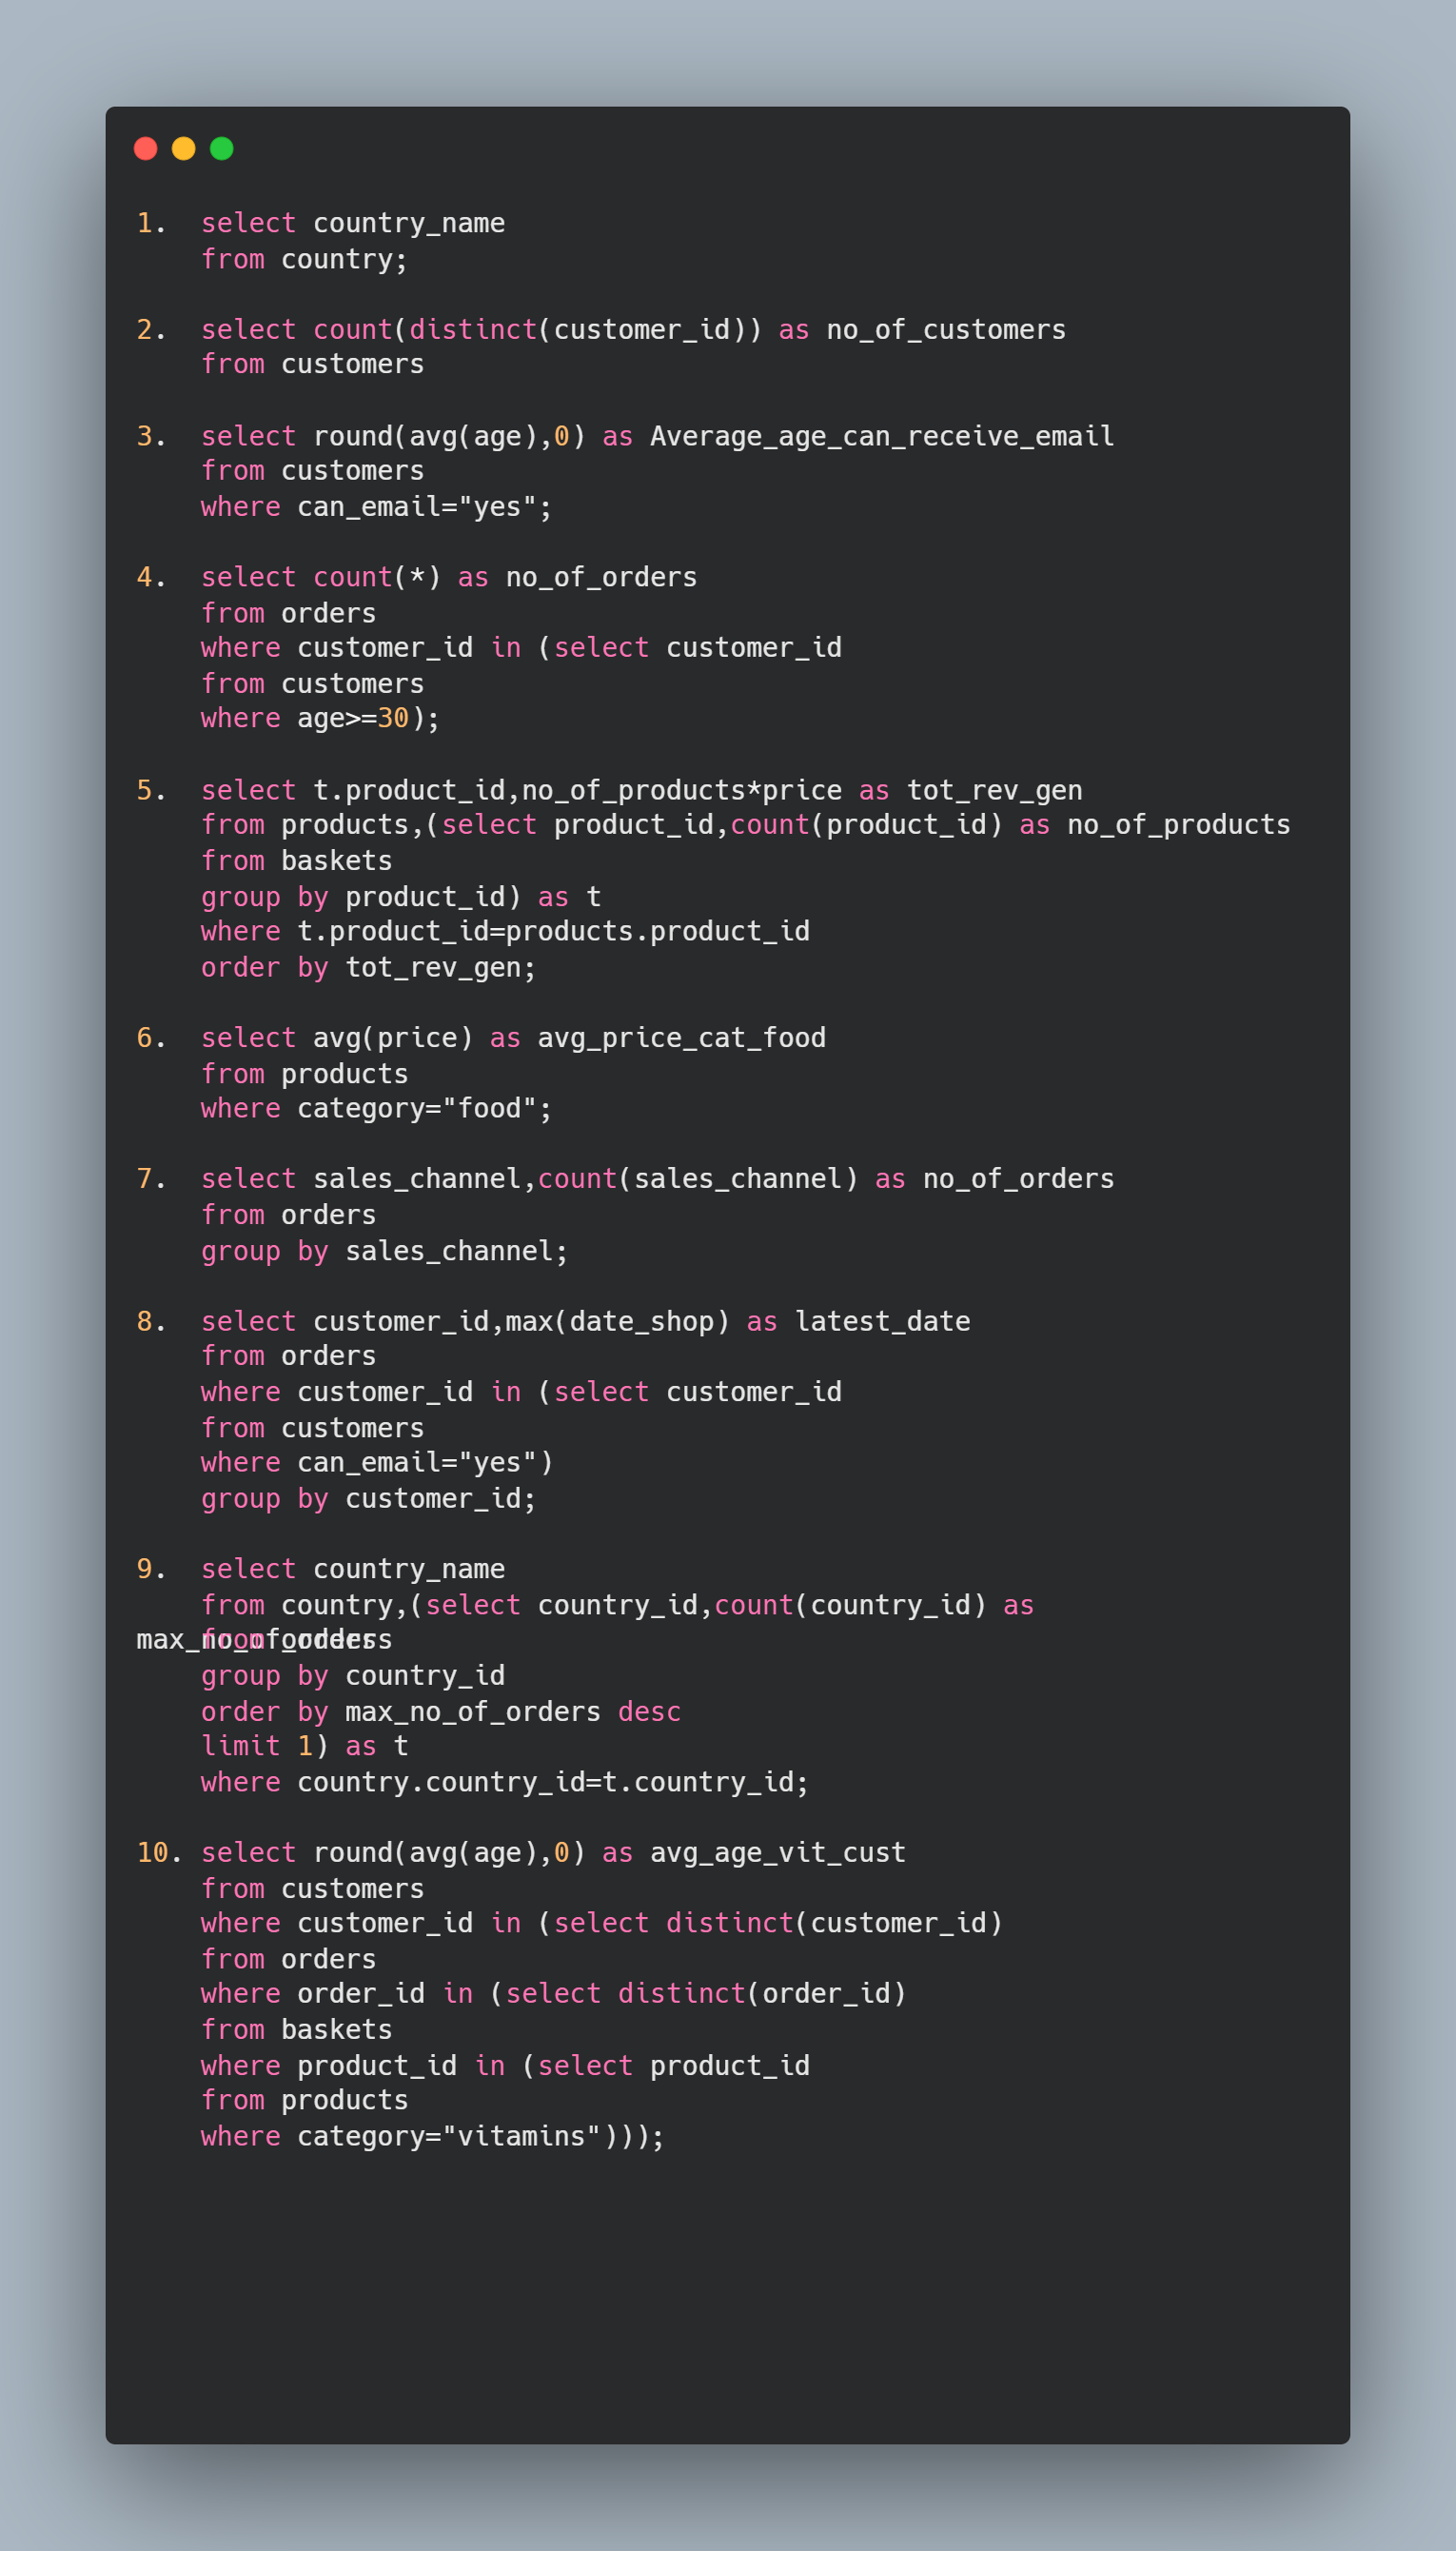 1.  select country_name
    from country;

2.  select count(distinct(customer_id)) as no_of_customers
    from customers

3.  select round(avg(age),0) as Average_age_can_receive_email
    from customers
    where can_email="yes";

4.  select count(*) as no_of_orders
    from orders
    where customer_id in (select customer_id
    from customers
    where age>=30);

5.  select t.product_id,no_of_products*price as tot_rev_gen
    from products,(select product_id,count(product_id) as no_of_products
    from baskets
    group by product_id) as t
    where t.product_id=products.product_id
    order by tot_rev_gen;

6.  select avg(price) as avg_price_cat_food
    from products
    where category="food";

7.  select sales_channel,count(sales_channel) as no_of_orders
    from orders
    group by sales_channel;

8.  select customer_id,max(date_shop) as latest_date
    from orders
    where customer_id in (select customer_id
    from customers
    where can_email="yes")
    group by customer_id;

9.  select country_name
    from country,(select country_id,count(country_id) as
max_no_of_orders
    from orders
    group by country_id
    order by max_no_of_orders desc
    limit 1) as t
    where country.country_id=t.country_id;

10. select round(avg(age),0) as avg_age_vit_cust
    from customers
    where customer_id in (select distinct(customer_id)
    from orders
    where order_id in (select distinct(order_id)
    from baskets
    where product_id in (select product_id
    from products
    where category="vitamins")));